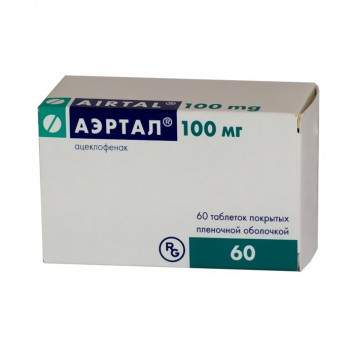 AIRTAL® 100 mg
АЭРТАЛ® 100 мг
ацеклофенак
60 таблеток покрытых
пленочной оболочкой
RG
60